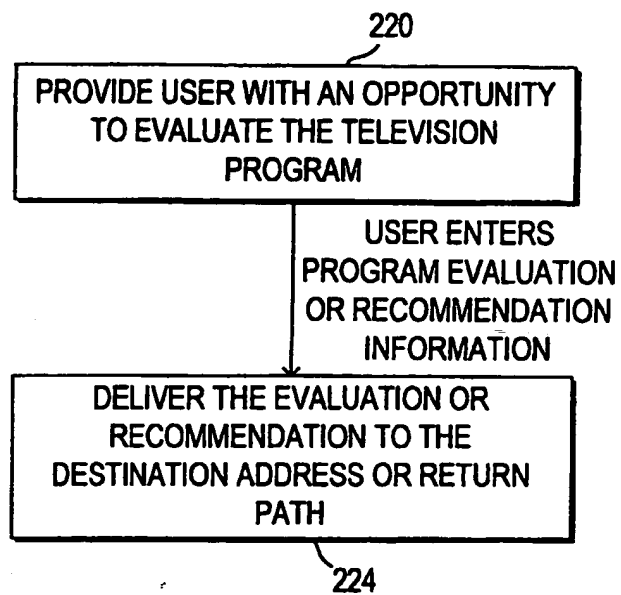 220
PROVIDE USER WITH AN OPPORTUNITY
TO EVALUATE THE TELEVISION
PROGRAM
USER ENTERS
PROGRAM EVALUATION
OR RECOMMENDATION
INFORMATION
DELIVER THE EVALUATION OR
RECOMMENDATION TO THE
DESTINATION ADDRESS OR RETURN
PATH
224